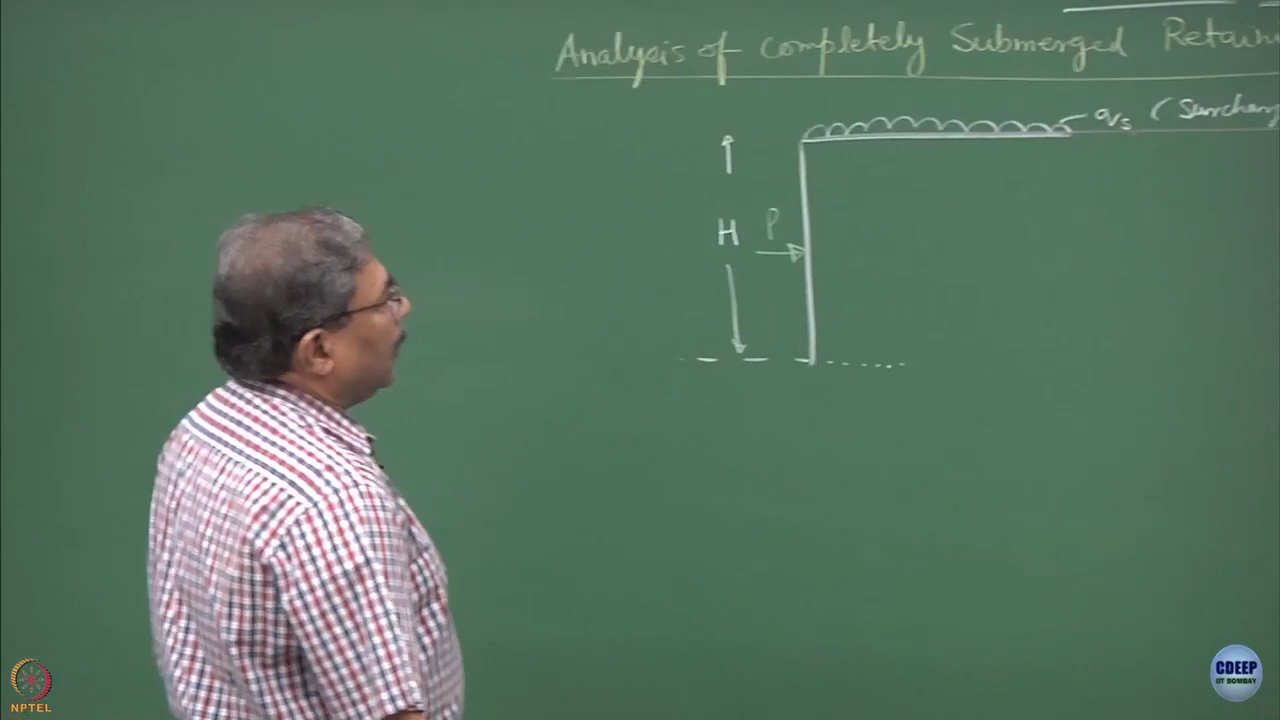 Analysis of completely Submerged Retain
qs (Surcharg
H
P
NPTEL
CDEEP
IIT BOMBAY